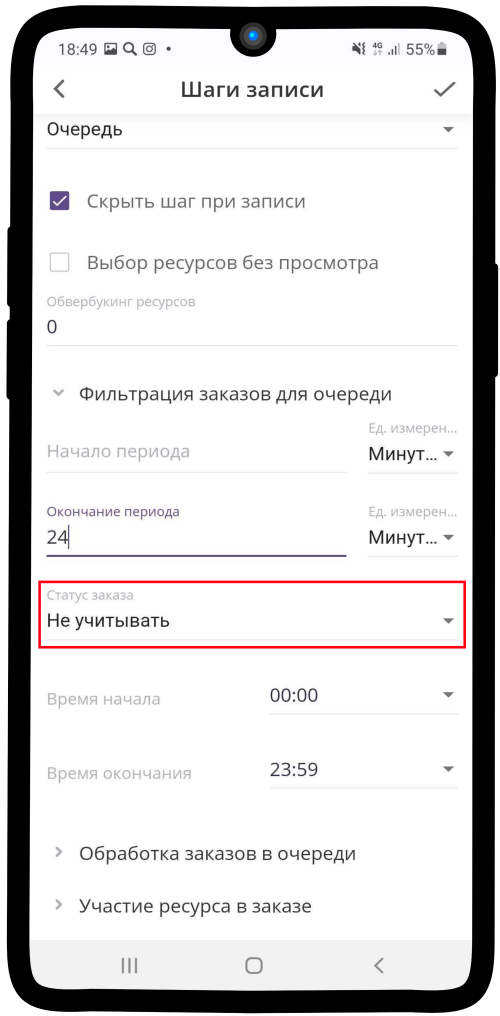 18:49 4G 55%
Шаги записи
Очередь
Скрыть шаг при записи
Выбор ресурсов без просмотра
Обвербукинг ресурсов
0
Фильтрация заказов для очереди
Ед. измерен...
Начало периода Минут...
Окончание периода Ед. измерен...
24 Минут...
Статус заказа
Не учитывать
Время начала 00:00
Время окончания 23:59
Обработка заказов в очереди
Участие ресурса в заказе